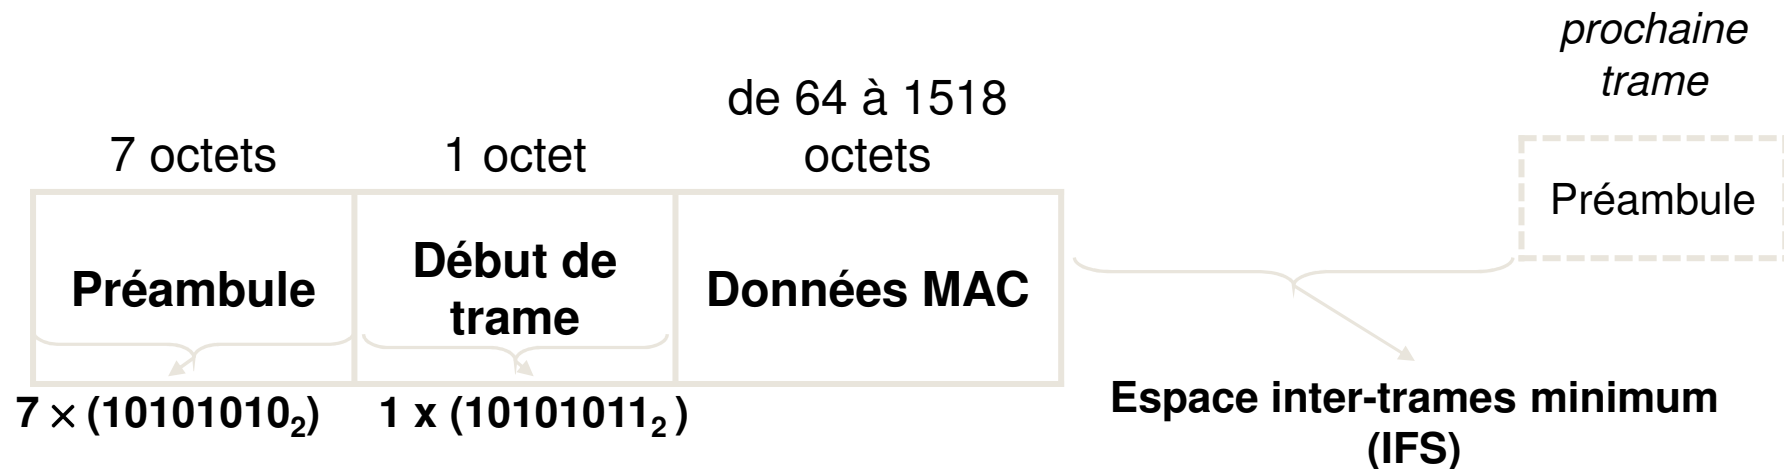 prochaine
trame
de 64 à 1518
7 octets
1 octet
octets
Préambule
Début de
trame
Préambule
Données MAC
7 × (10101010₂)
1 x (10101011₂ )
Espace inter-trames minimum
(IFS)